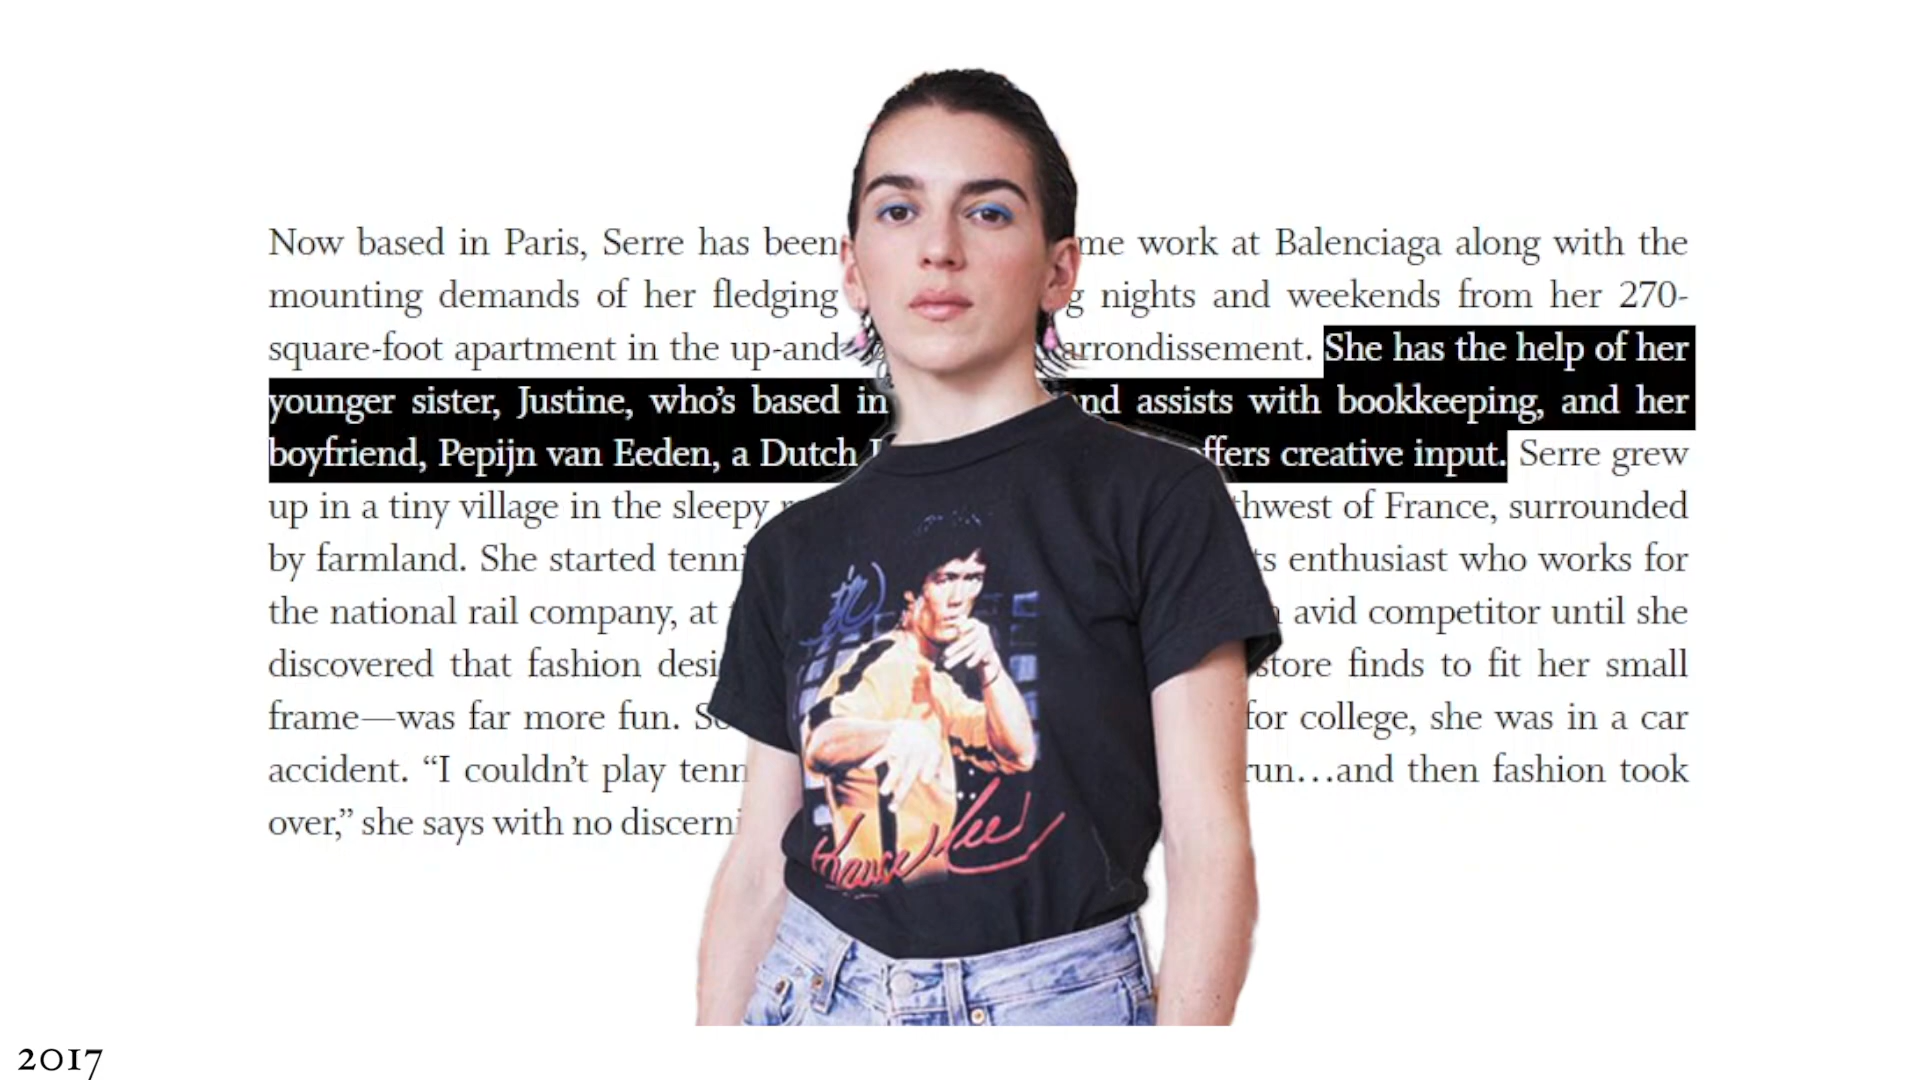 Now based in Paris, Serre has been me work at Balenciaga along with the
mounting demands of her fledging g nights and weekends from her 270-
square-foot apartment in the up-and- arrondissement. She has the help of her
younger sister, Justine, who's based in nd assists with bookkeeping, and her
boyfriend, Pepijn van Eeden, a Dutch ffers creative input. Serre grew
up in a tiny village in the sleepy thwest of France, surrounded
by farmland. She started tenni ts enthusiast who works for
the national rail company, at avid competitor until she
discovered that fashion desi store finds to fit her small
frame—was far more fun. So for college, she was in a car
accident. “I couldn’t play tenn run…and then fashion took
over,” she says with no discerni
Bruce Lee
2017